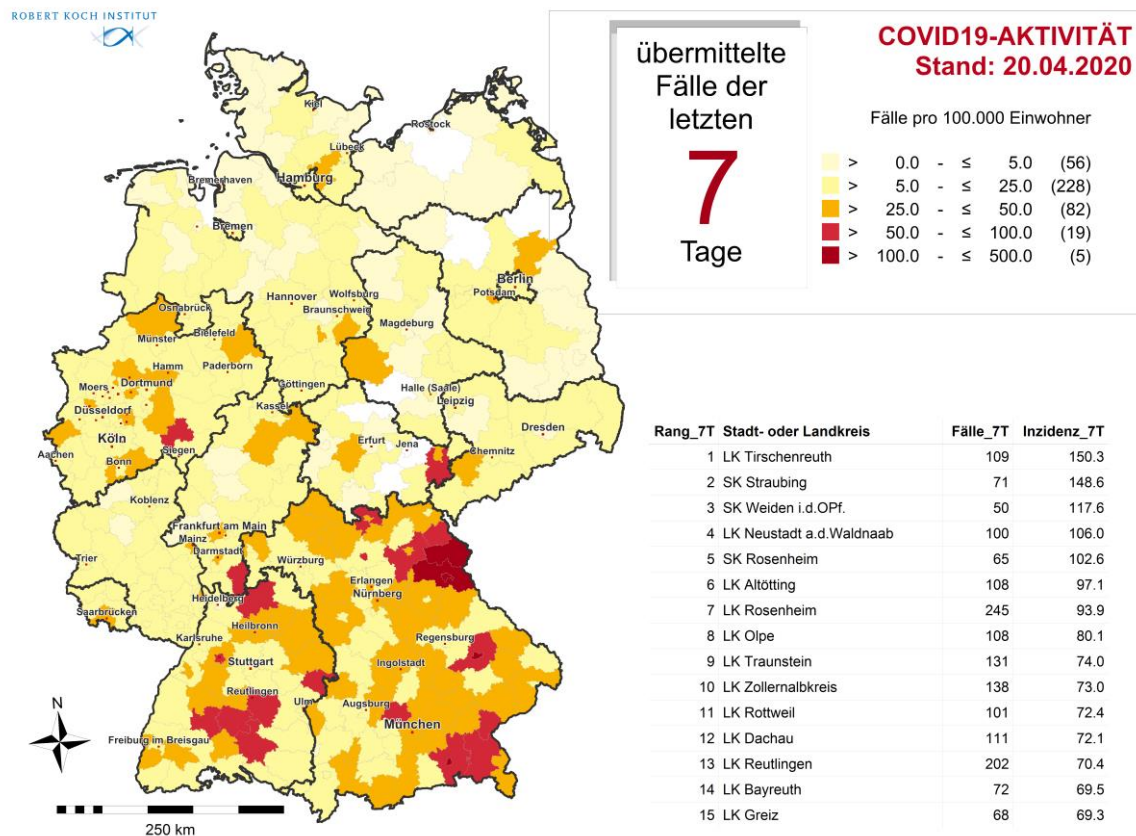 ROBERT KOCH INSTITUT
übermittelte
Fälle der
letzten
7
Tage
COVID19-AKTIVITÄT
Stand: 20.04.2020
Fälle pro 100.000 Einwohner
> 0.0 - ≤ 5.0 (56)
> 5.0 - ≤ 25.0 (228)
> 25.0 - ≤ 50.0 (82)
> 50.0 - ≤ 100.0 (19)
> 100.0 - ≤ 500.0 (5)
Kiel
Rostock
Lübeck
Hamburg
Bremerhaven
Bremen
Berlin
Potsdam
Hannover
Wolfsburg
Braunschweig
Osnabrück
Magdeburg
Münster
Bielefeld
Hamm
Paderborn
Moers
Dortmund
Göttingen
Halle (Saale)
Leipzig
Düsseldorf
Kassel
Dresden
Köln
Erfurt
Jena
Chemnitz
Siegen
Aachen
Bonn
Koblenz
Frankfurt am Main
Mainz
Darmstadt
Trier
Würzburg
Erlangen
Nürnberg
Heidelberg
Saarbrücken
Heilbronn
Karlsruhe
Regensburg
Stuttgart
Ingolstadt
Reutlingen
Ulm
Augsburg
München
Freiburg im Breisgau
N
250 km
Rang_7T Stadt- oder Landkreis Fälle_7T Inzidenz_7T
1 LK Tirschenreuth 109 150.3
2 SK Straubing 71 148.6
3 SK Weiden i.d.OPf. 50 117.6
4 LK Neustadt a.d.Waldnaab 100 106.0
5 SK Rosenheim 65 102.6
6 LK Altötting 108 97.1
7 LK Rosenheim 245 93.9
8 LK Olpe 108 80.1
9 LK Traunstein 131 74.0
10 LK Zollernalbkreis 138 73.0
11 LK Rottweil 101 72.4
12 LK Dachau 111 72.1
13 LK Reutlingen 202 70.4
14 LK Bayreuth 72 69.5
15 LK Greiz 68 69.3